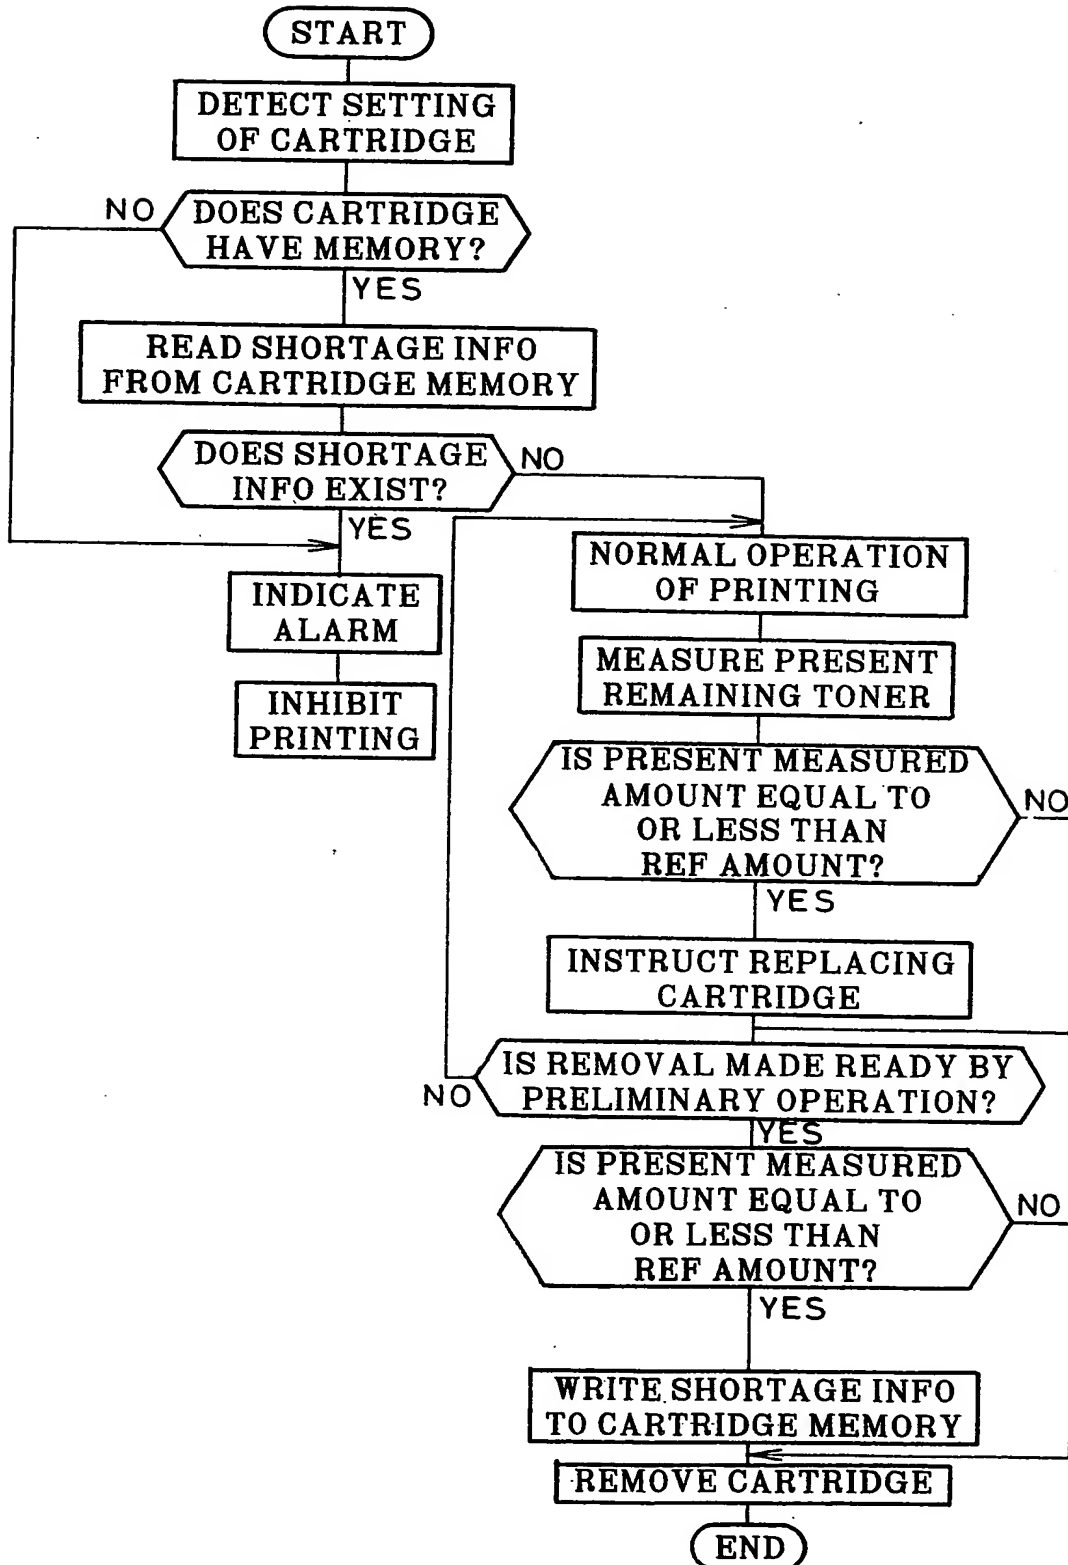 START
DETECT SETTING
OF CARTRIDGE
NO
DOES CARTRIDGE
HAVE MEMORY?
YES
READ SHORTAGE INFO
FROM CARTRIDGE MEMORY
DOES SHORTAGE
INFO EXIST?
NO
YES
INDICATE
ALARM
INHIBIT
PRINTING
NORMAL OPERATION
OF PRINTING
MEASURE PRESENT
REMAINING TONER
IS PRESENT MEASURED
AMOUNT EQUAL TO
OR LESS THAN
REF AMOUNT?
NO
YES
INSTRUCT REPLACING
CARTRIDGE
IS REMOVAL MADE READY BY
PRELIMINARY OPERATION?
NO
YES
IS PRESENT MEASURED
AMOUNT EQUAL TO
OR LESS THAN
REF AMOUNT?
NO
YES
WRITE SHORTAGE INFO
TO CARTRIDGE MEMORY
REMOVE CARTRIDGE
END